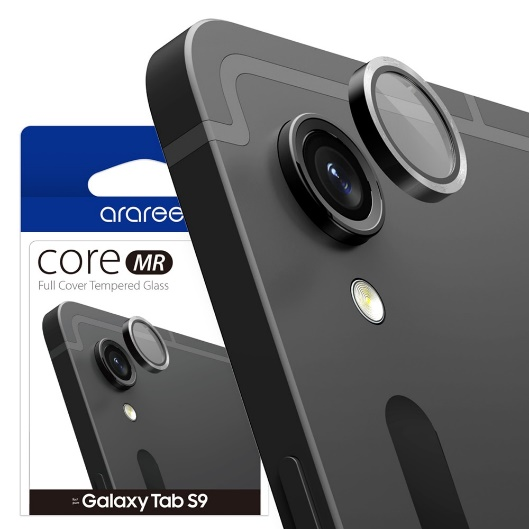 araree
core MR
Full Cover Tempered Glass
Galaxy Tab S9